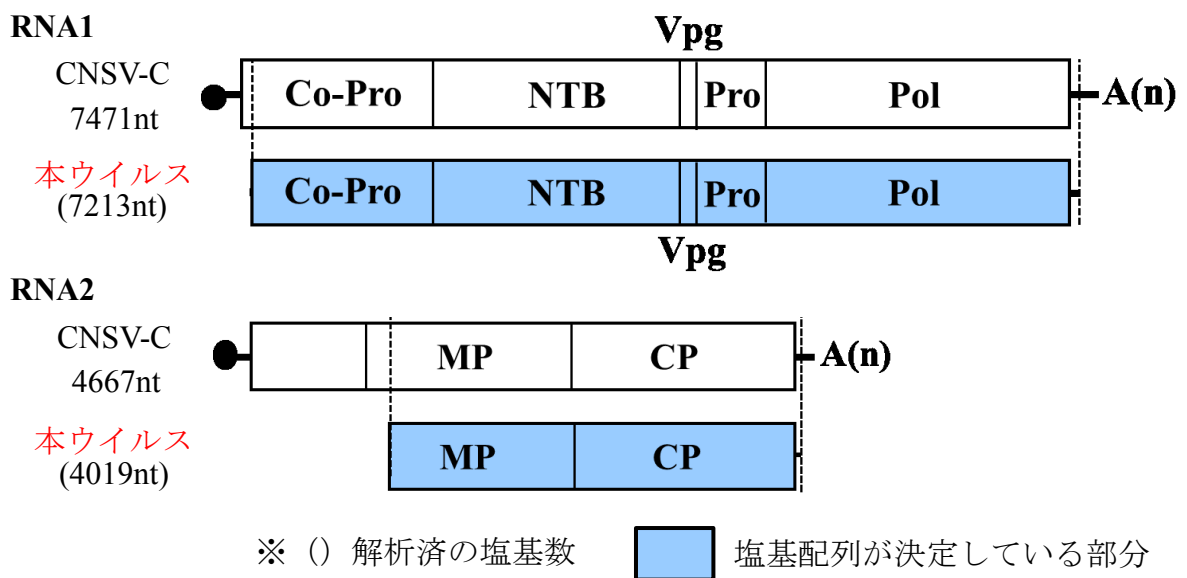 RNA1
Vpg
CNSV-C
7471nt
Co-Pro NTB Pro Pol A(n)
本ウイルス
(7213nt)
Co-Pro NTB Pro Pol
Vpg
RNA2
CNSV-C
4667nt
MP CP A(n)
本ウイルス
(4019nt)
MP CP
※ () 解析済の塩基数 塩基配列が決定している部分